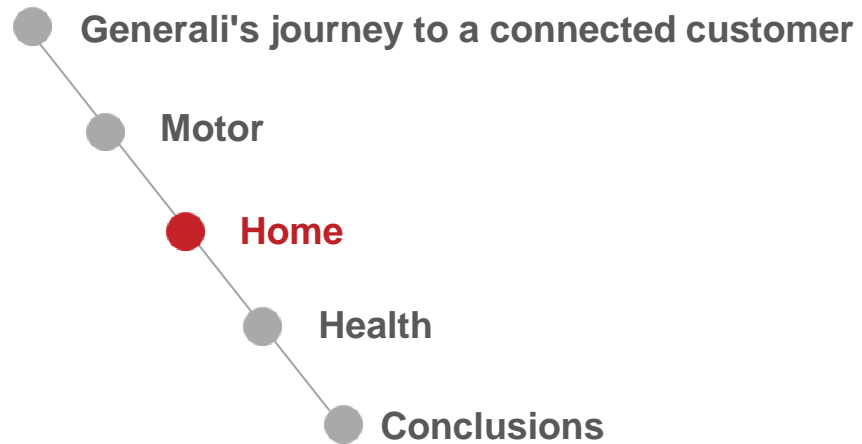 Generali's journey to a connected customer
Motor
Home
Health
Conclusions